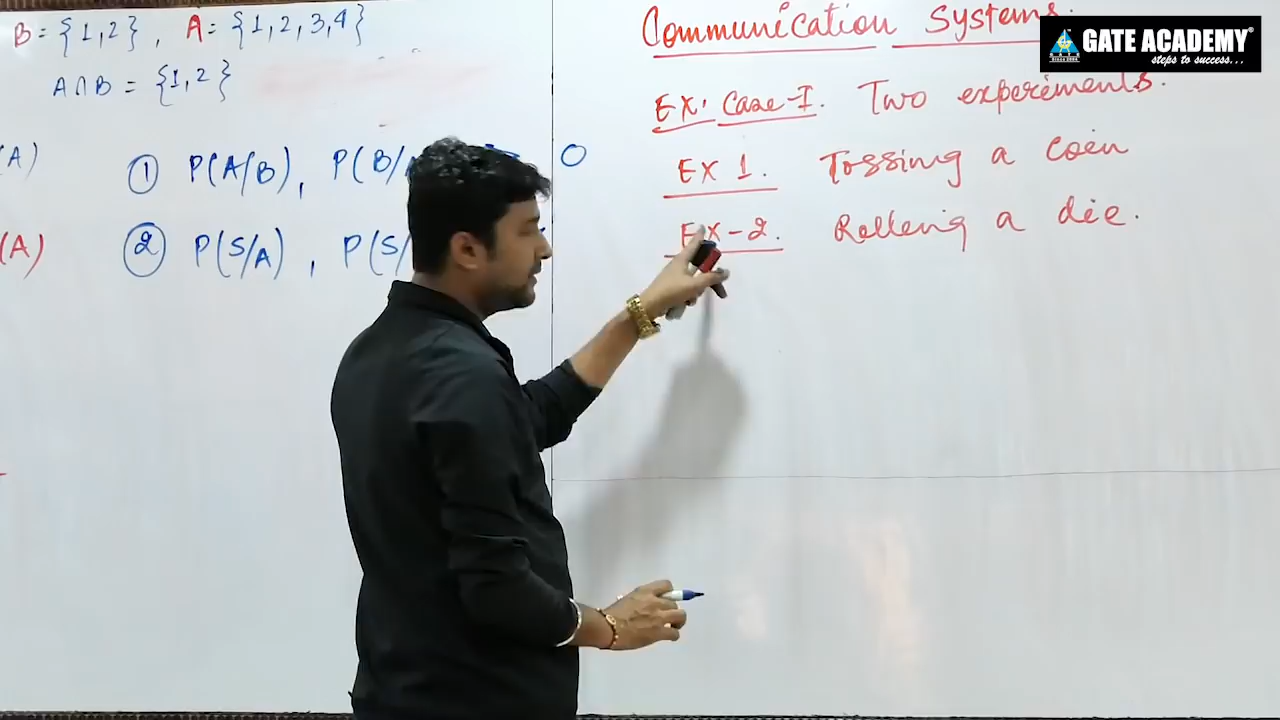 B = {1,2} , A = {1,2,3,4}
A∩B = {1,2}
(A)
① P(A/B), P(B/A 0
(A)
② P(S/A) , P(S/
Communication Systems.
GATE ACADEMY®
steps to success...
EX. Case-I. Two experiments.
EX 1. Tossing a coin
EX-2. Rolling a die.